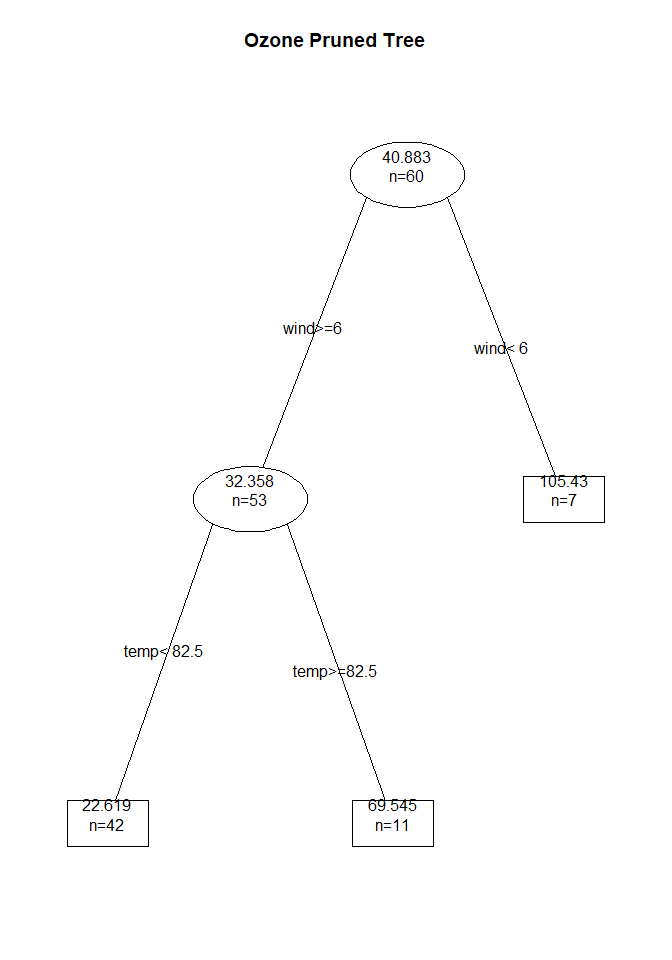 Ozone Pruned Tree
40.883
n=60
wind>=6
wind< 6
32.358
n=53
105.43
n=7
temp< 82.5
temp>=82.5
22.619
n=42
69.545
n=11